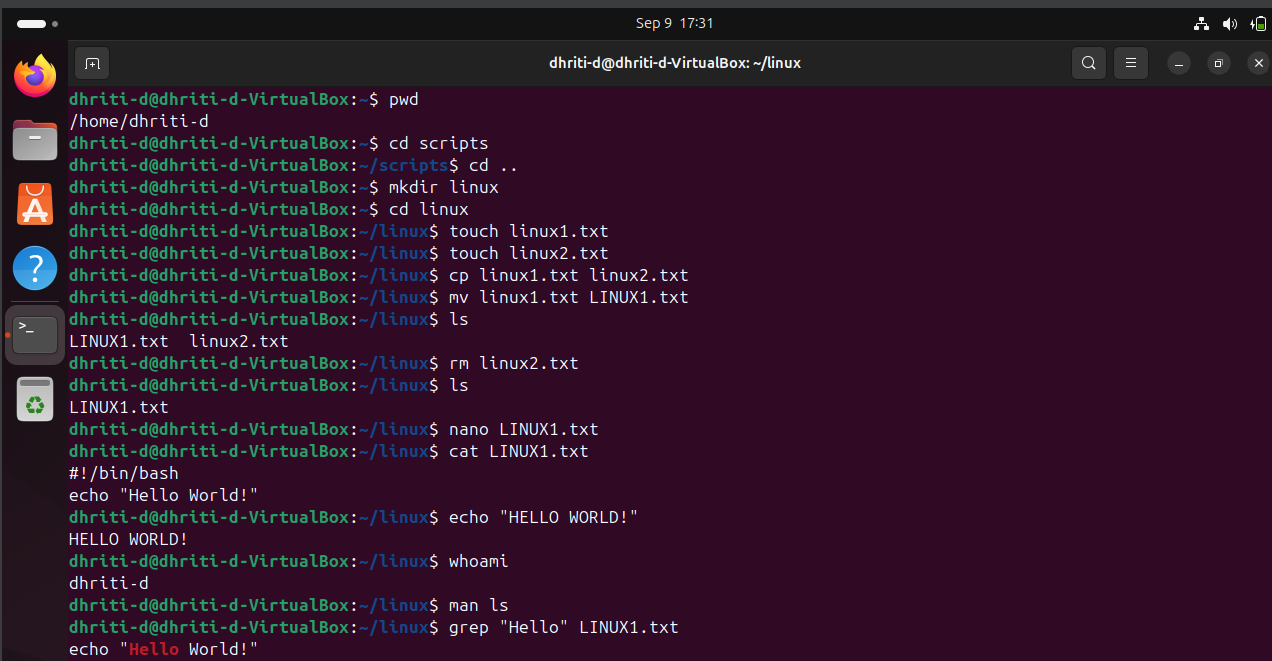 Sep 9 17:31
dhriti-d@dhriti-d-VirtualBox: ~/linux
dhriti-d@dhriti-d-VirtualBox:~$ pwd
/home/dhriti-d
dhriti-d@dhriti-d-VirtualBox:~$ cd scripts
dhriti-d@dhriti-d-VirtualBox:~/scripts$ cd ..
dhriti-d@dhriti-d-VirtualBox:~$ mkdir linux
dhriti-d@dhriti-d-VirtualBox:~$ cd linux
dhriti-d@dhriti-d-VirtualBox:~/linux$ touch linux1.txt
dhriti-d@dhriti-d-VirtualBox:~/linux$ touch linux2.txt
dhriti-d@dhriti-d-VirtualBox:~/linux$ cp linux1.txt linux2.txt
dhriti-d@dhriti-d-VirtualBox:~/linux$ mv linux1.txt LINUX1.txt
dhriti-d@dhriti-d-VirtualBox:~/linux$ ls
LINUX1.txt  linux2.txt
dhriti-d@dhriti-d-VirtualBox:~/linux$ rm linux2.txt
dhriti-d@dhriti-d-VirtualBox:~/linux$ ls
LINUX1.txt
dhriti-d@dhriti-d-VirtualBox:~/linux$ nano LINUX1.txt
dhriti-d@dhriti-d-VirtualBox:~/linux$ cat LINUX1.txt
#!/bin/bash
echo "Hello World!"
dhriti-d@dhriti-d-VirtualBox:~/linux$ echo "HELLO WORLD!"
HELLO WORLD!
dhriti-d@dhriti-d-VirtualBox:~/linux$ whoami
dhriti-d
dhriti-d@dhriti-d-VirtualBox:~/linux$ man ls
dhriti-d@dhriti-d-VirtualBox:~/linux$ grep "Hello" LINUX1.txt
echo "Hello World!"